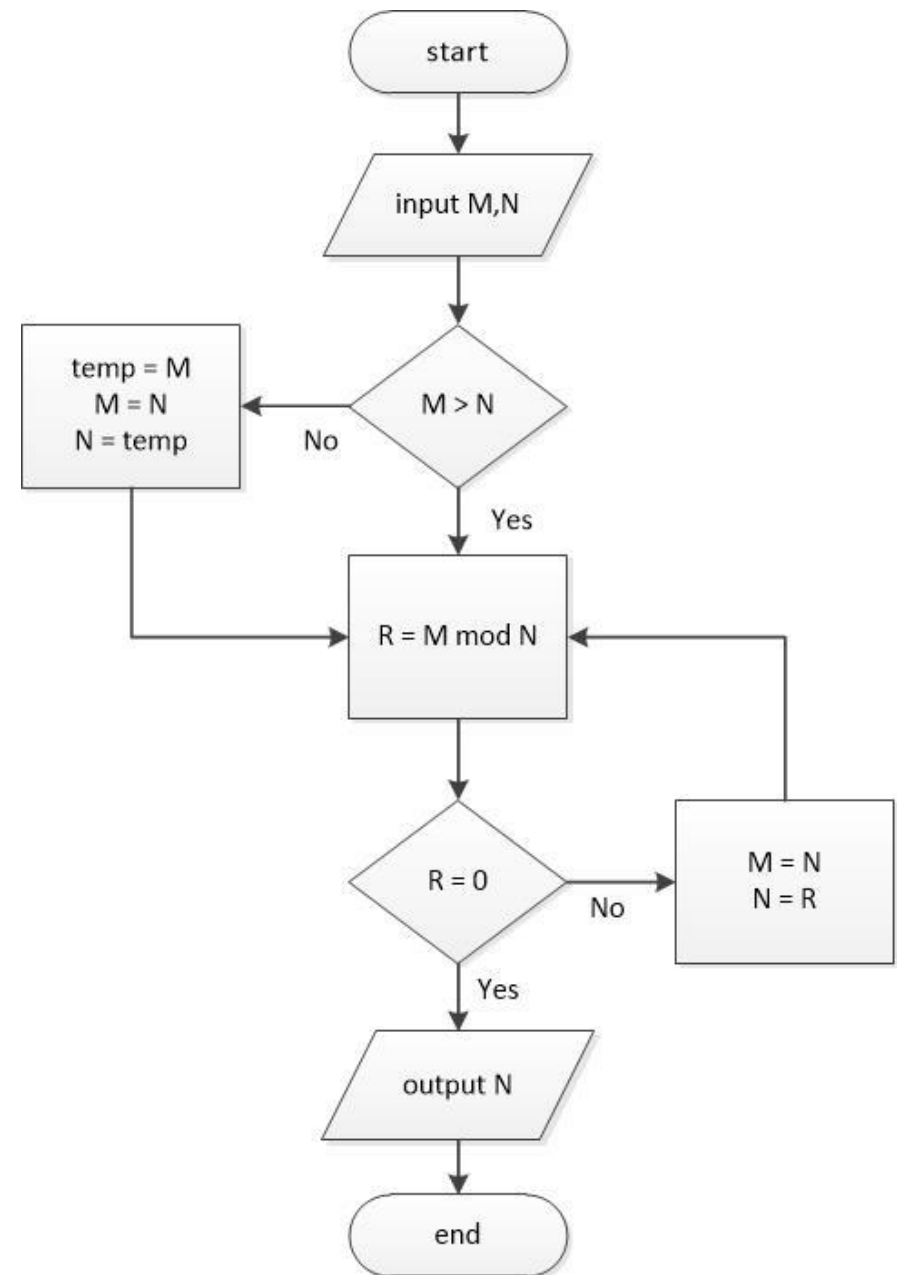 start
input M,N
M > N
No
temp = M
M = N
N = temp
Yes
R = M mod N
R = 0
No
M = N
N = R
Yes
output N
end